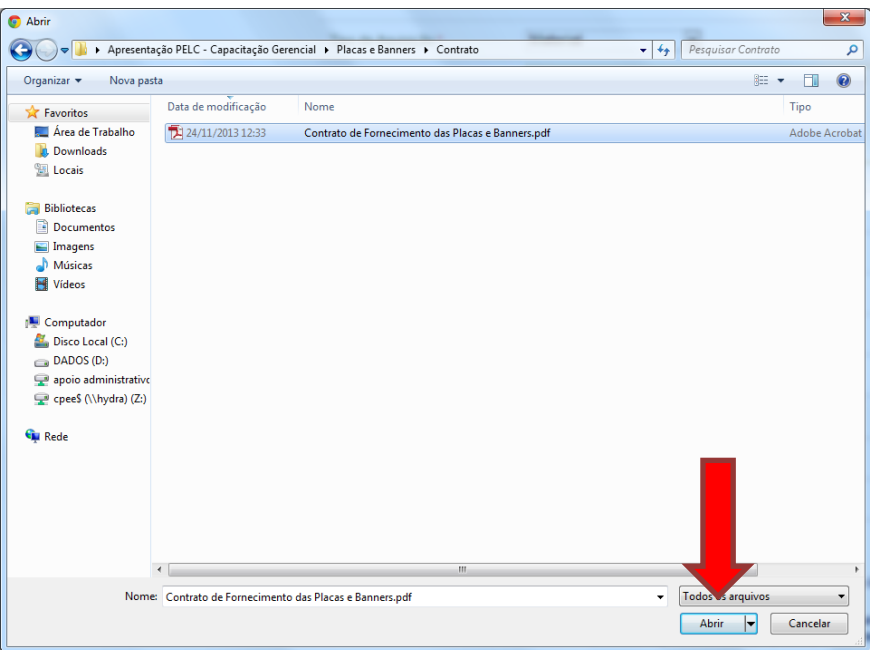 Abrir
Apresentação PELC - Capacitação Gerencial Placas e Banners Contrato
Pesquisar Contrato
Organizar Nova pasta
Favoritos
Área de Trabalho
Downloads
Locais
Bibliotecas
Documentos
Imagens
Músicas
Vídeos
Computador
Disco Local (C:)
DADOS (D:)
apoio administrativo
cpee$ (\\hydra) (Z:)
Rede
Data de modificação Nome Tipo
24/11/2013 12:33 Contrato de Fornecimento das Placas e Banners.pdf Adobe Acrobat
Nome: Contrato de Fornecimento das Placas e Banners.pdf
Todos os arquivos
Abrir Cancelar